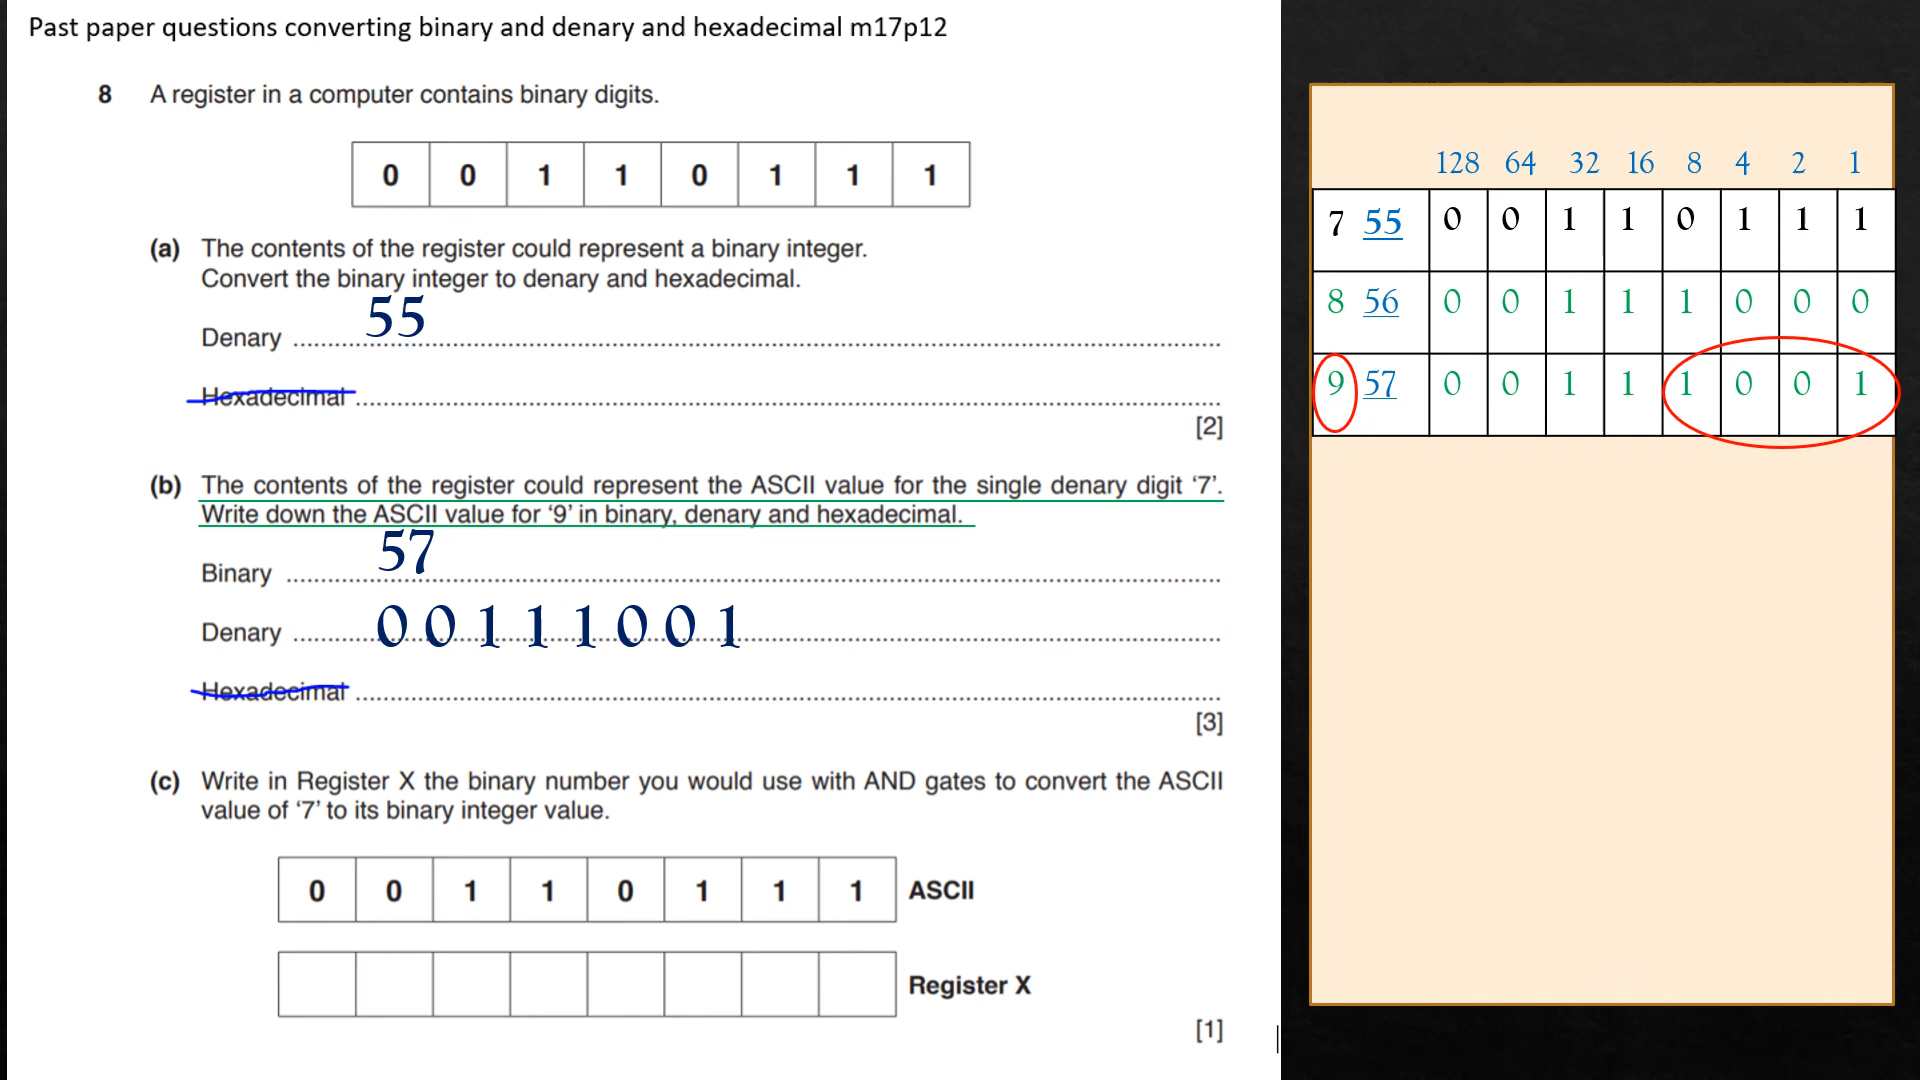 Past paper questions converting binary and denary and hexadecimal m17p12
8 A register in a computer contains binary digits.
0 0 1 1 0 1 1 1
(a) The contents of the register could represent a binary integer.
Convert the binary integer to denary and hexadecimal.
Denary 55
Hexadecimal
[2]
(b) The contents of the register could represent the ASCII value for the single denary digit ‘7’.
Write down the ASCII value for ‘9’ in binary, denary and hexadecimal.
Binary 57
Denary 0 0 1 1 1 0 0 1
Hexadecimal
[3]
(c) Write in Register X the binary number you would use with AND gates to convert the ASCII
value of ‘7’ to its binary integer value.
0 0 1 1 0 1 1 1 ASCII
Register X
[1]
128 64 32 16 8 4 2 1
7 55 0 0 1 1 0 1 1 1
8 56 0 0 1 1 1 0 0 0
9 57 0 0 1 1 1 0 0 1